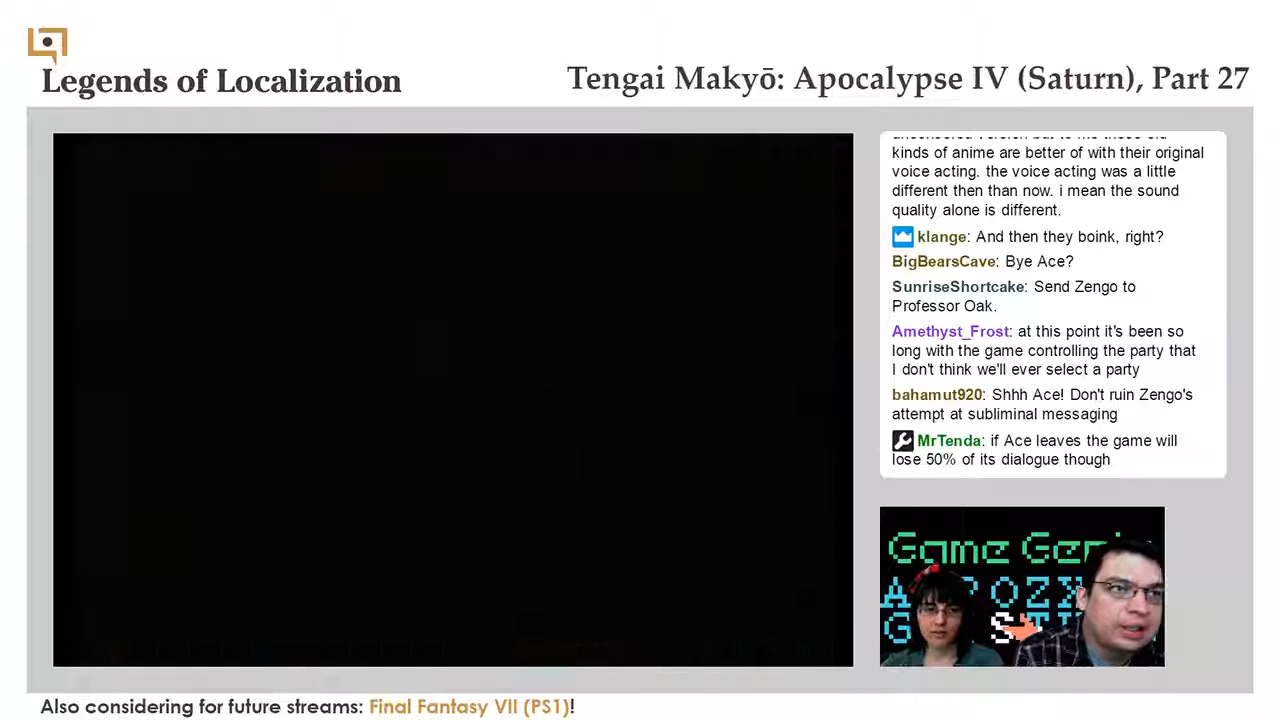 Legends of Localization
Tengai Makyō: Apocalypse IV (Saturn), Part 27
kinds of anime are better of with their original
voice acting. the voice acting was a little
different then than now. i mean the sound
quality alone is different.
klange: And then they boink, right?
BigBearsCave: Bye Ace?
SunriseShortcake: Send Zengo to
Professor Oak.
Amethyst_Frost: at this point it's been so
long with the game controlling the party that
I don't think we'll ever select a party
bahamut920: Shhh Ace! Don't ruin Zengo's
attempt at subliminal messaging
MrTenda: if Ace leaves the game will
lose 50% of its dialogue though
Game
Also considering for future streams: Final Fantasy VII (PS1)!